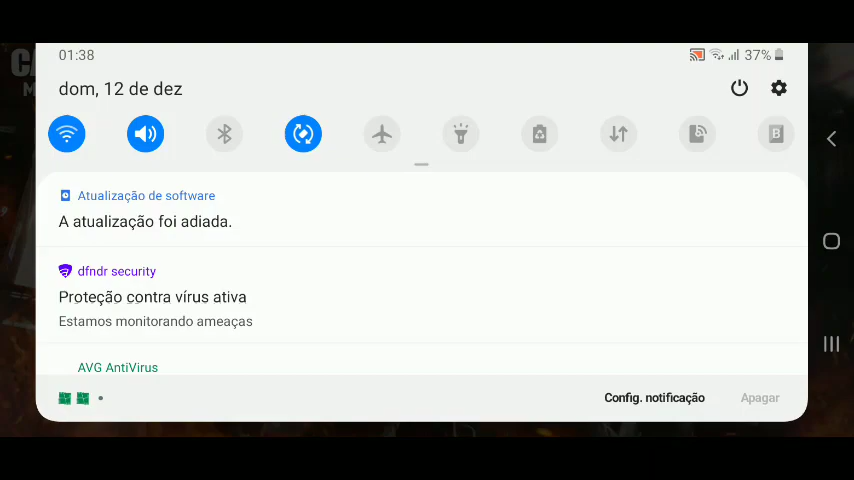 01:38
37%
dom, 12 de dez
B
Atualização de software
A atualização foi adiada.
dfndr security
Proteção contra vírus ativa
Estamos monitorando ameaças
AVG AntiVirus
Config. notificação
Apagar